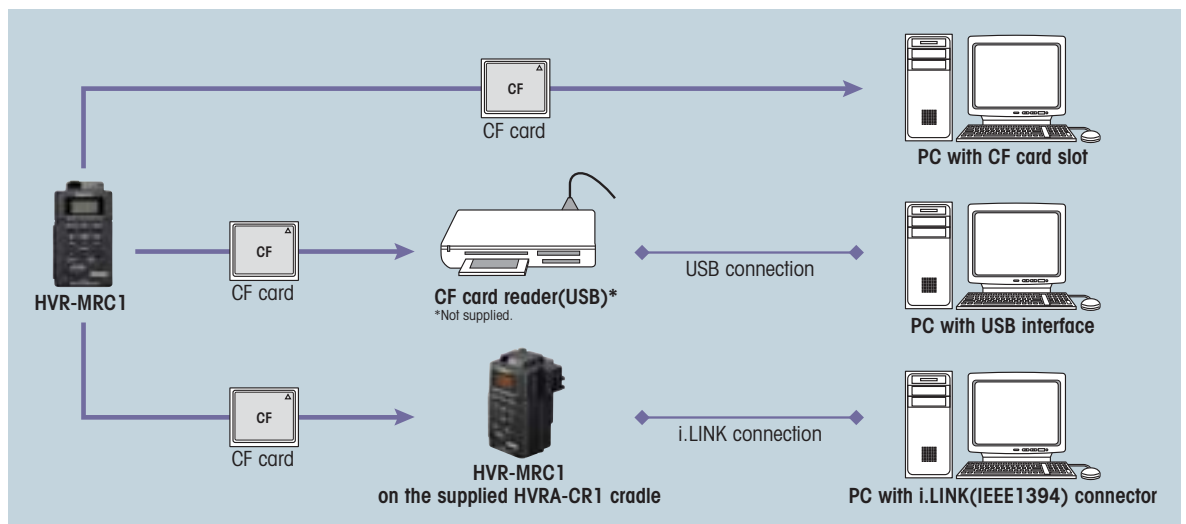 CF
CF card
PC with CF card slot
HVR-MRC1
CF
CF card
CF card reader(USB)*
*Not supplied.
USB connection
PC with USB interface
CF
CF card
HVR-MRC1
on the supplied HVRA-CR1 cradle
i.LINK connection
PC with i.LINK(IEEE1394) connector